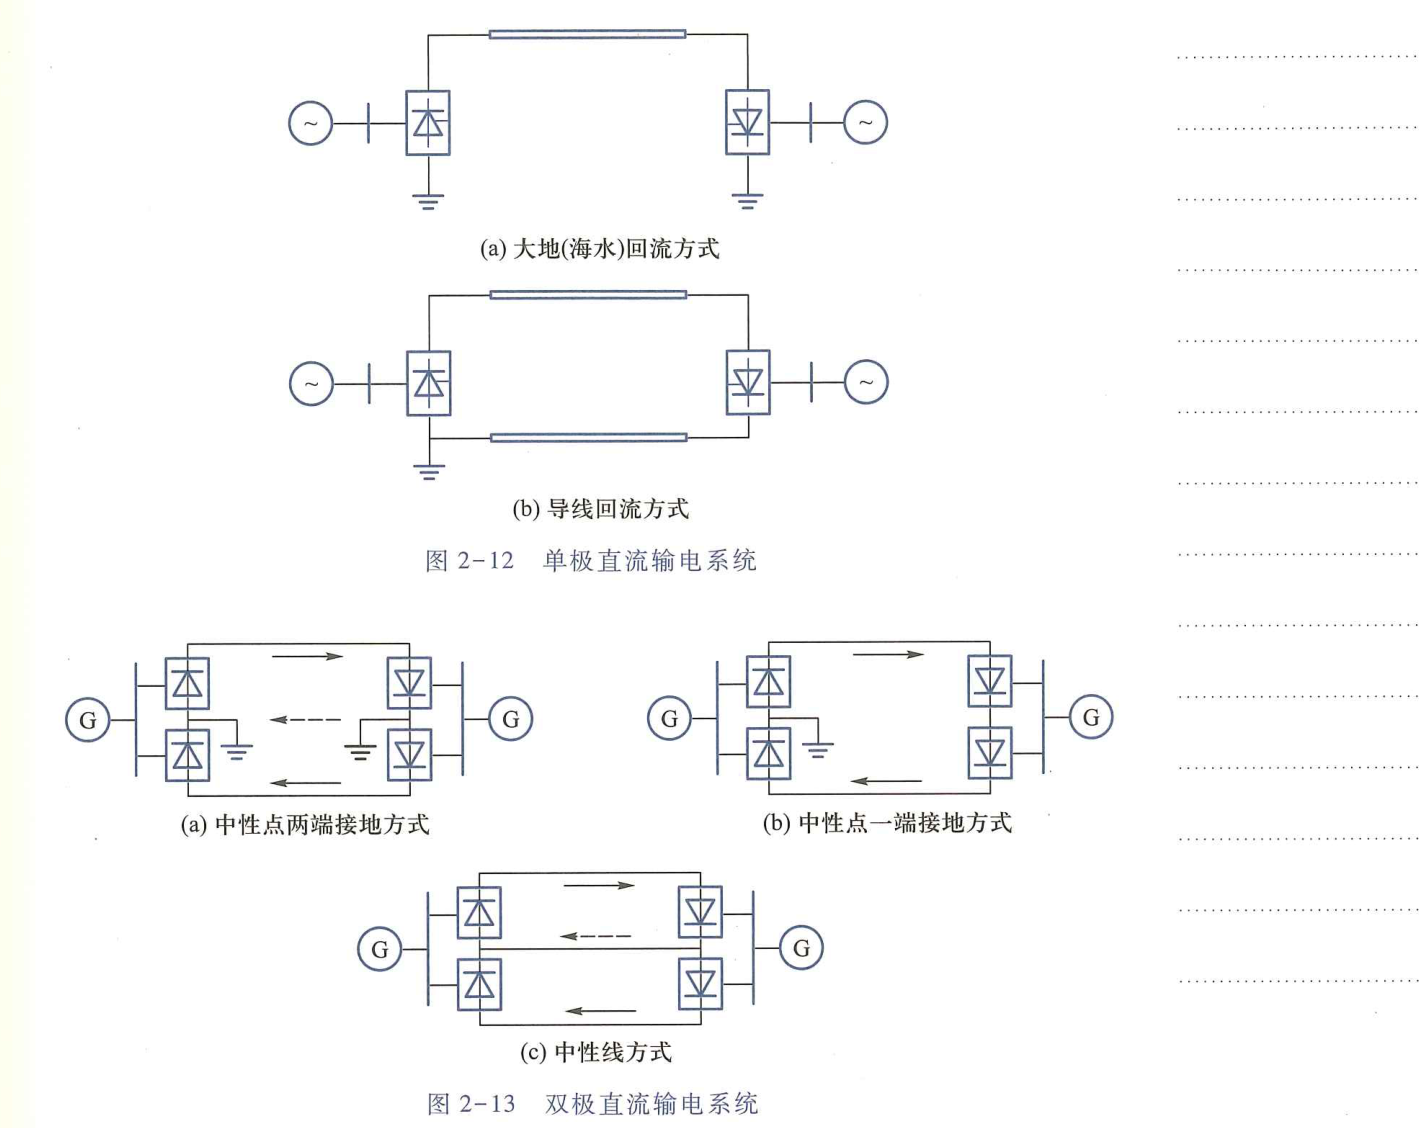 ~ ~
(a) 大地(海水)回流方式
~ ~
(b) 导线回流方式
图 2-12 单极直流输电系统
G G G G
(a) 中性点两端接地方式 (b) 中性点一端接地方式
G G
(c) 中性线方式
图 2-13 双极直流输电系统